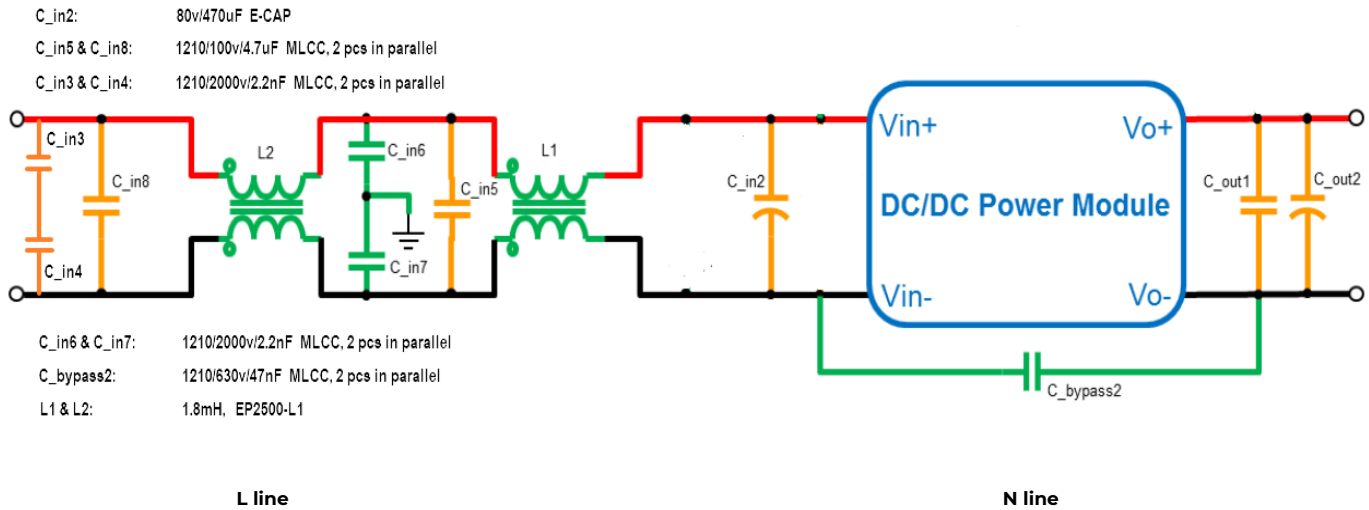 C_in2: 80v/470uF E-CAP
C_in5 & C_in8: 1210/100v/4.7uF MLCC, 2 pcs in parallel
C_in3 & C_in4: 1210/2000v/2.2nF MLCC, 2 pcs in parallel
C_in3
C_in8
C_in4
L2
C_in6
C_in7
C_in5
L1
C_in2
Vin+
Vo+
DC/DC Power Module
Vin-
Vo-
C_out1
C_out2
C_bypass2
C_in6 & C_in7: 1210/2000v/2.2nF MLCC, 2 pcs in parallel
C_bypass2: 1210/630v/47nF MLCC, 2 pcs in parallel
L1 & L2: 1.8mH, EP2500-L1
L line
N line